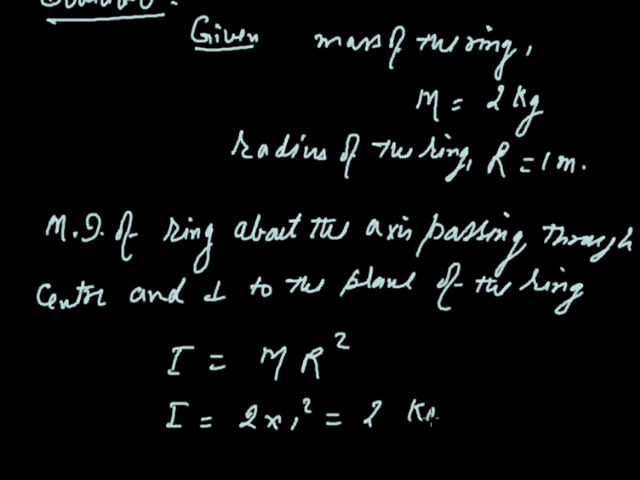 Given mass of the ring,
M = 2 Kg
radius of the ring, R = 1 m.
M.I. of ring about the axis passing through
centre and ⊥ to the plane of the ring
I = M R²
I = 2 × 1² = 2 Kg